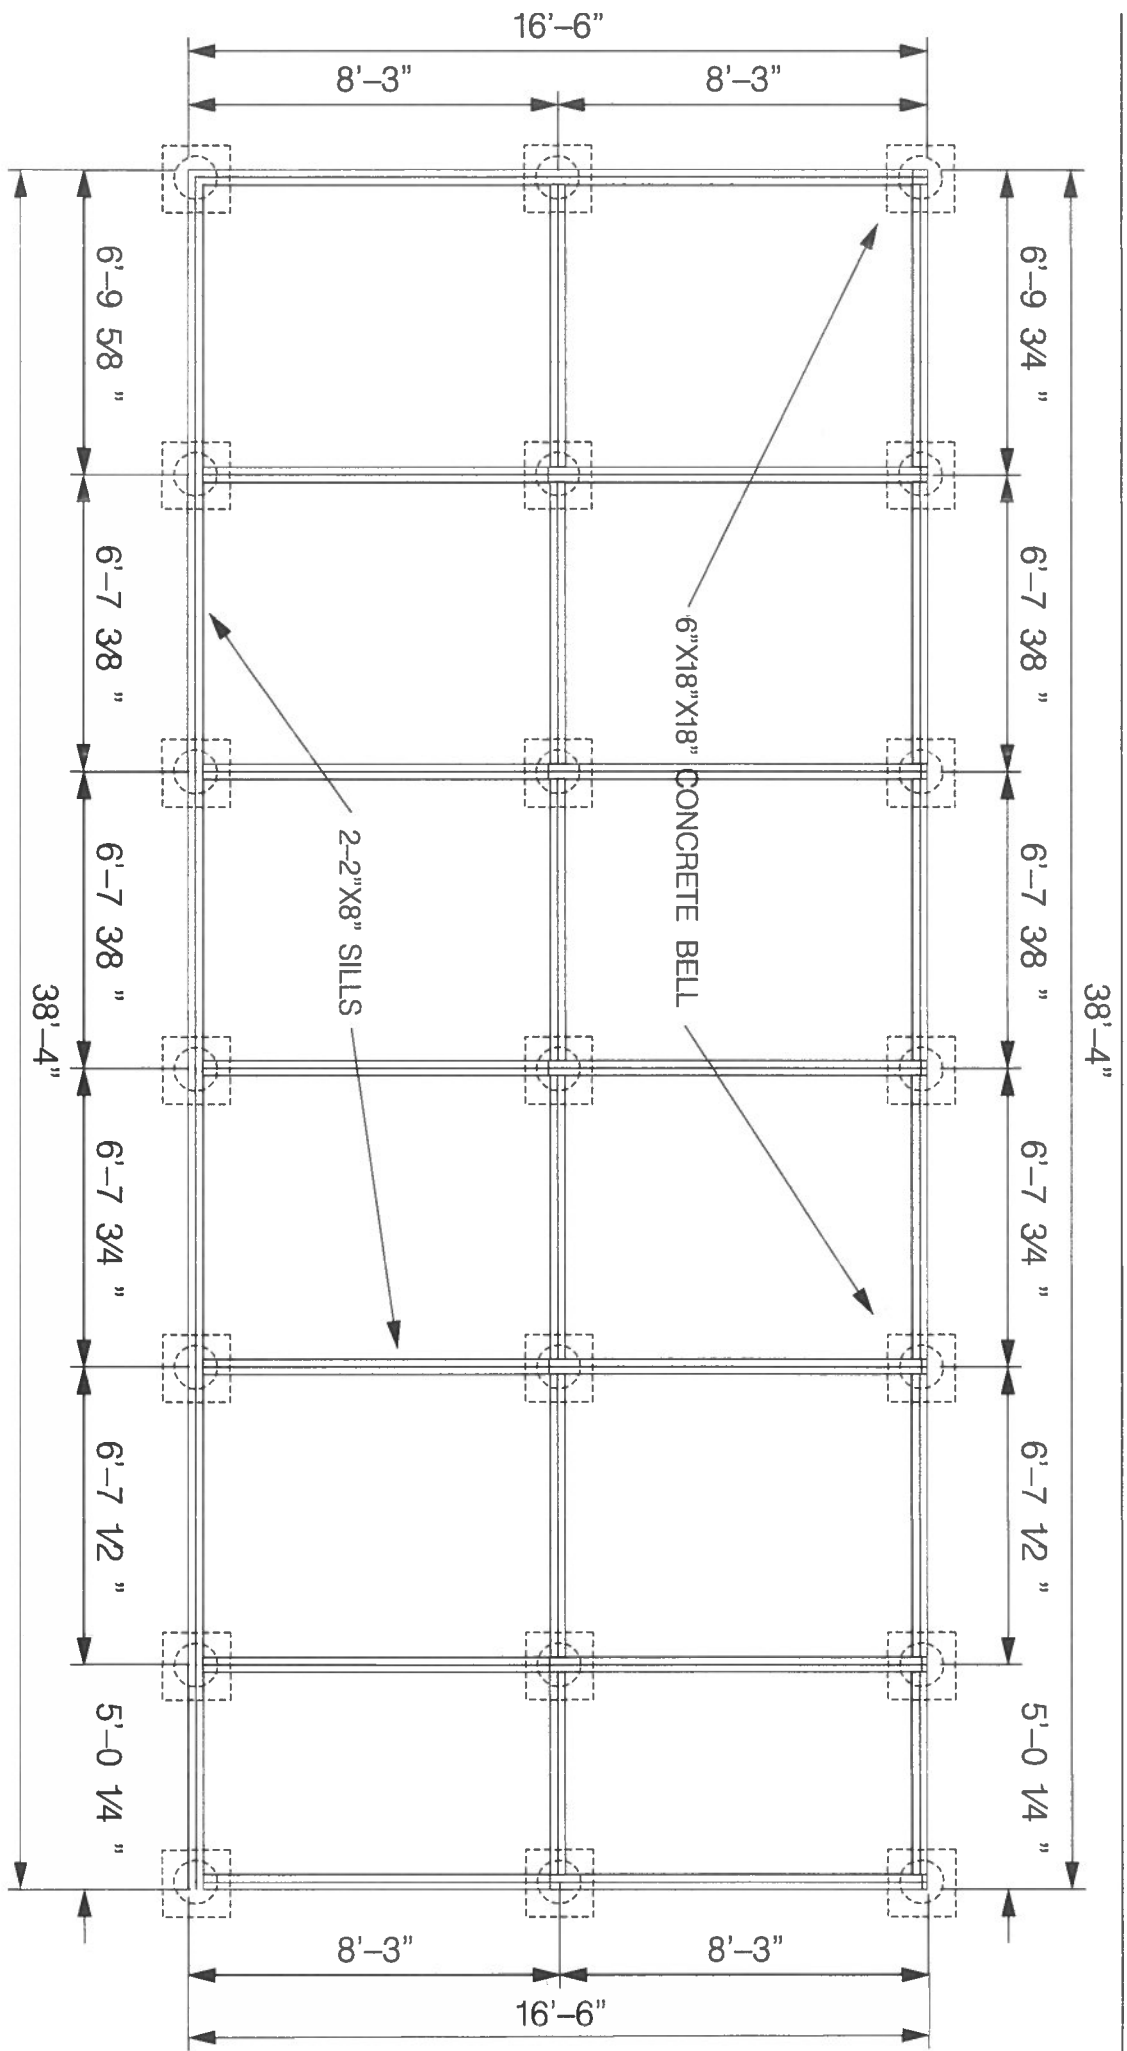 16'–6"
8'–3" 8'–3"
38'–4"
6'–9 3/4 "
6'–7 3/8 "
6'–7 3/8 "
6'–7 3/4 "
6'–7 1/2 "
5'–0 1/4 "
6"X18"X18" CONCRETE BELL
2–2"X8" SILLS
6'–9 5/8 "
6'–7 3/8 "
6'–7 3/8 "
6'–7 3/4 "
6'–7 1/2 "
5'–0 1/4 "
38'–4"
8'–3" 8'–3"
16'–6"